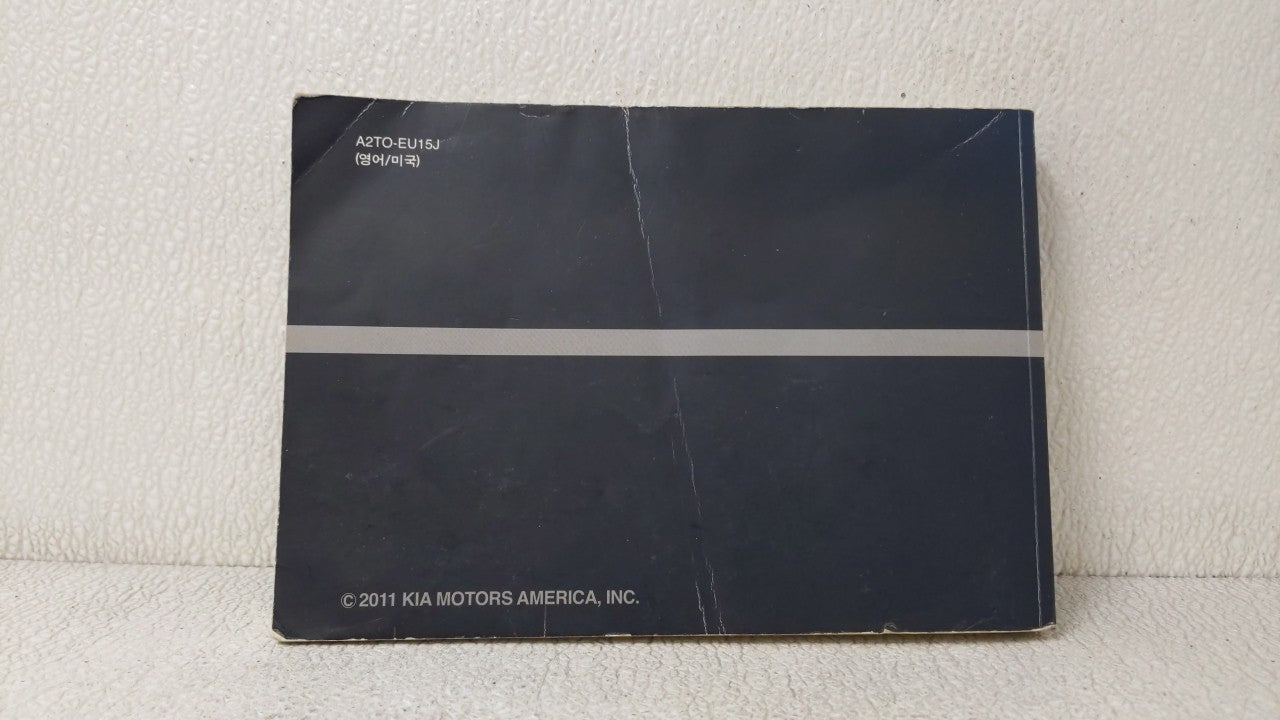 A2TO-EU15J
(영어/미국)
© 2011 KIA MOTORS AMERICA, INC.